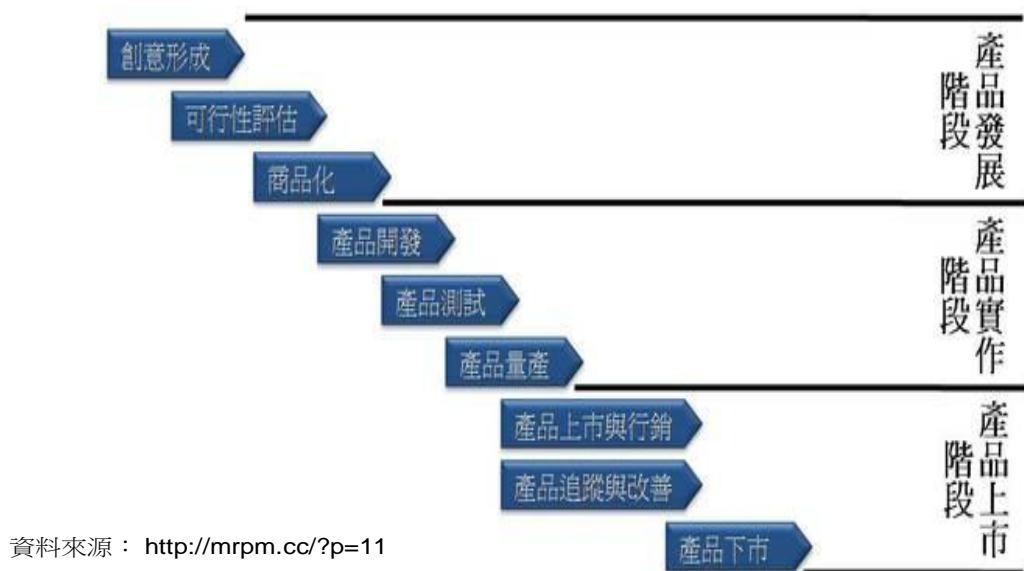 創意形成
可行性評估
商品化
產品發展
階段
產品開發
產品測試
產品量產
產品實作
階段
產品上市與行銷
產品追蹤與改善
產品下市
產品上市
階段
資料來源： http://mrpm.cc/?p=11